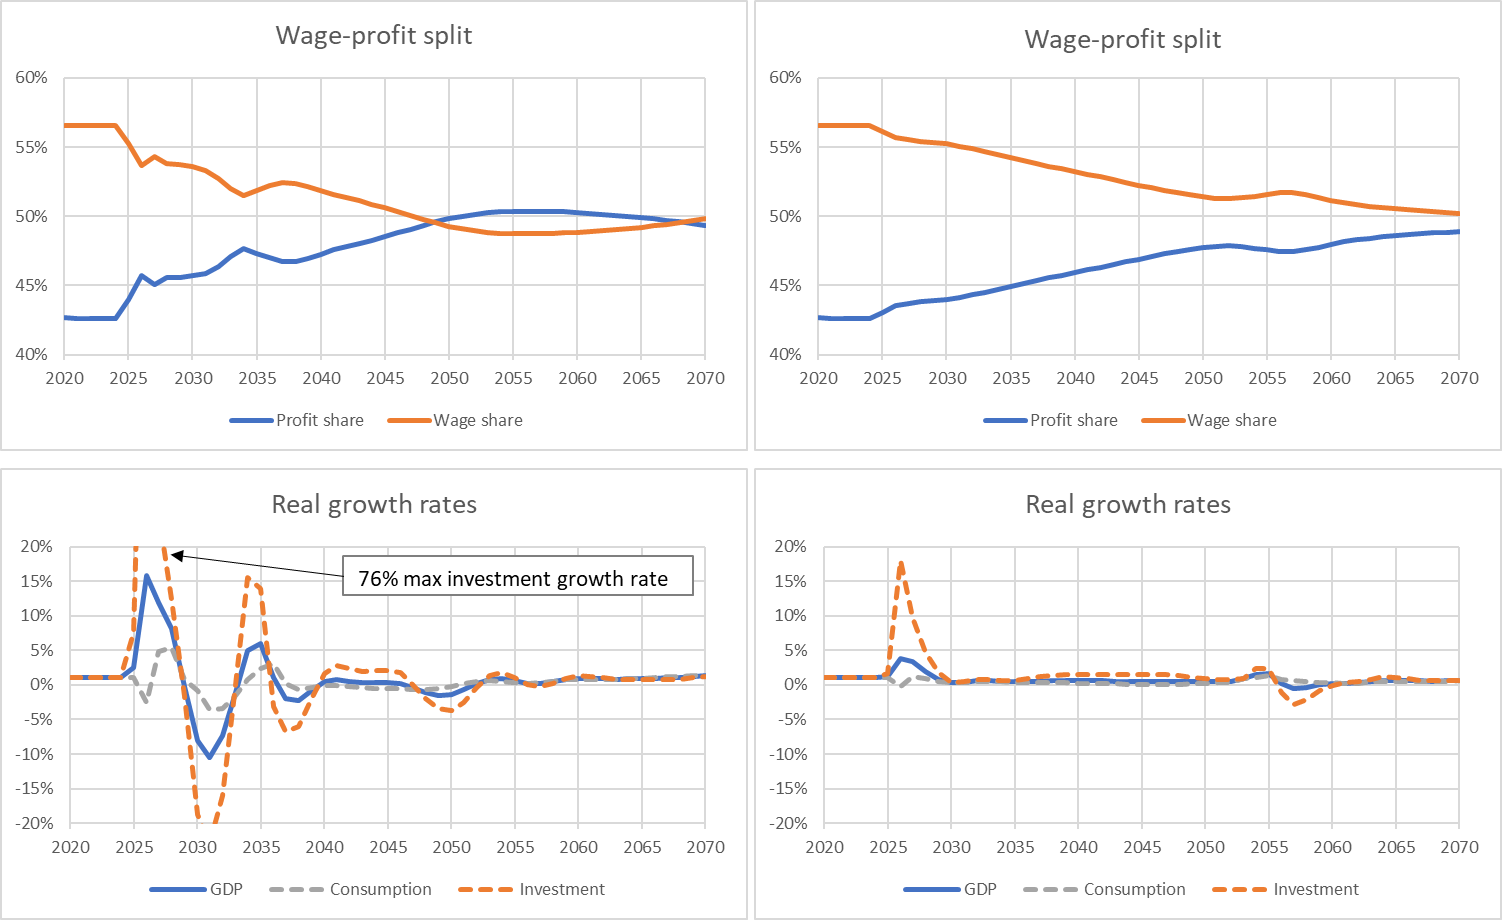 Wage-profit split
60%
55%
50%
45%
40%
2020 2025 2030 2035 2040 2045 2050 2055 2060 2065 2070
Profit share Wage share
Wage-profit split
60%
55%
50%
45%
40%
2020 2025 2030 2035 2040 2045 2050 2055 2060 2065 2070
Profit share Wage share
Real growth rates
20%
15%
10%
5%
0%
-5%
-10%
-15%
-20%
76% max investment growth rate
2020 2025 2030 2035 2040 2045 2050 2055 2060 2065 2070
GDP Consumption Investment
Real growth rates
20%
15%
10%
5%
0%
-5%
-10%
-15%
-20%
2020 2025 2030 2035 2040 2045 2050 2055 2060 2065 2070
GDP Consumption Investment